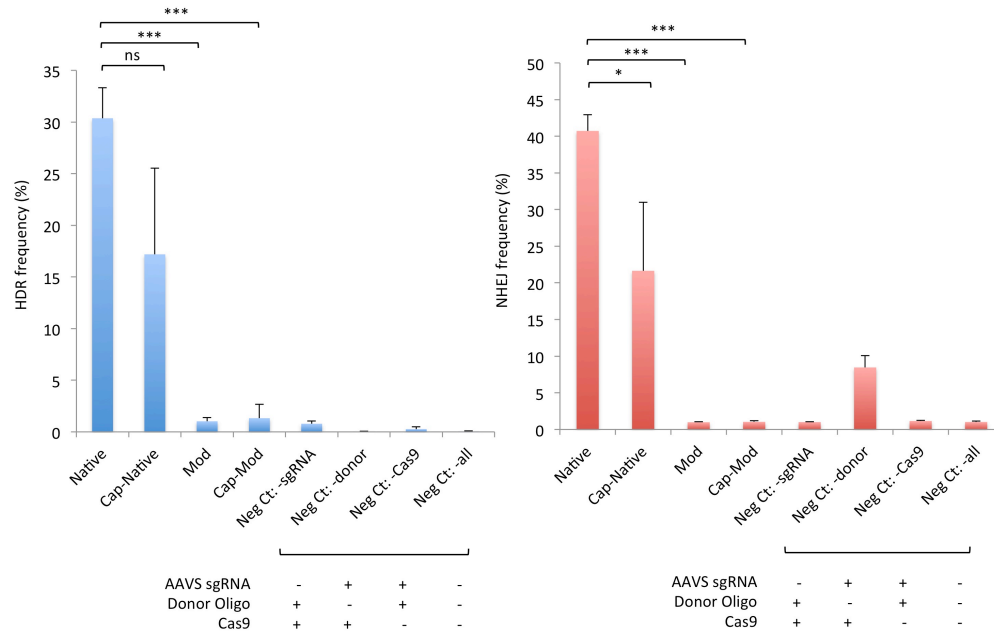 ***
***
ns
HDR frequency (%)
35
30
25
20
15
10
5
0
Native
Cap-Native
Mod
Cap-Mod
Neg Ct: -sgRNA
Neg Ct: -donor
Neg Ct: -Cas9
Neg Ct: -all
AAVS sgRNA - + + -
Donor Oligo + - + -
Cas9 + + - -
***
***
*
NHEJ frequency (%)
50
45
40
35
30
25
20
15
10
5
0
Native
Cap-Native
Mod
Cap-Mod
Neg Ct: -sgRNA
Neg Ct: -donor
Neg Ct: -Cas9
Neg Ct: -all
AAVS sgRNA - + + -
Donor Oligo + - + -
Cas9 + + - -